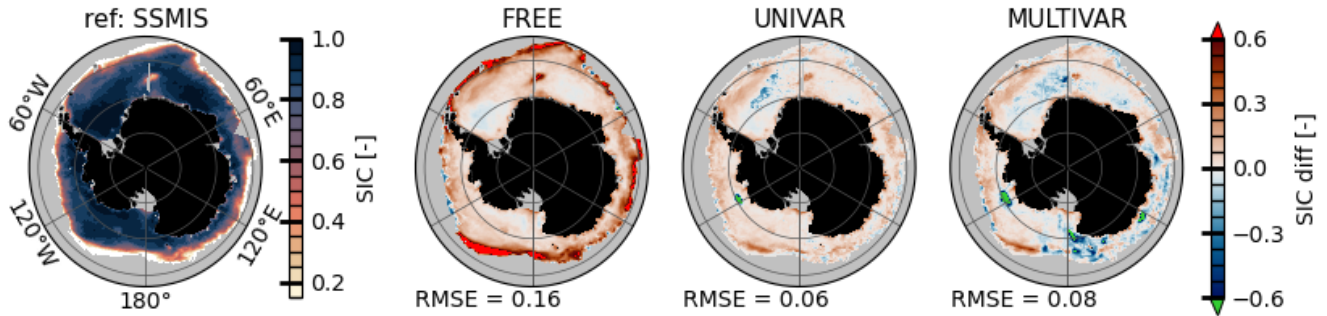 ref: SSMIS
FREE
UNIVAR
MULTIVAR
60°W
60°E
120°W
120°E
180°
1.0
0.8
0.6
0.4
0.2
SIC [-]
RMSE = 0.16
RMSE = 0.06
RMSE = 0.08
0.6
0.3
0.0
−0.3
−0.6
SIC diff [-]